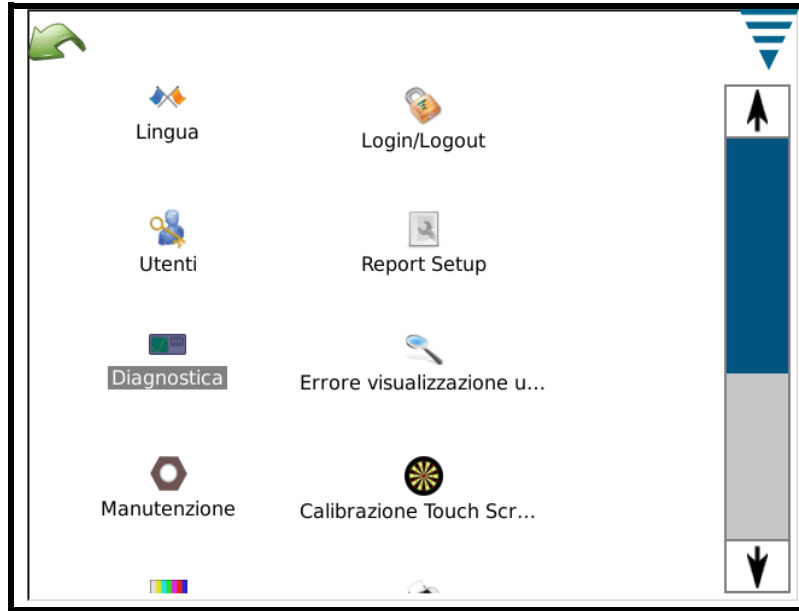 Lingua
Login/Logout
Utenti
Report Setup
Diagnostica
Errore visualizzazione u...
Manutenzione
Calibrazione Touch Scr...